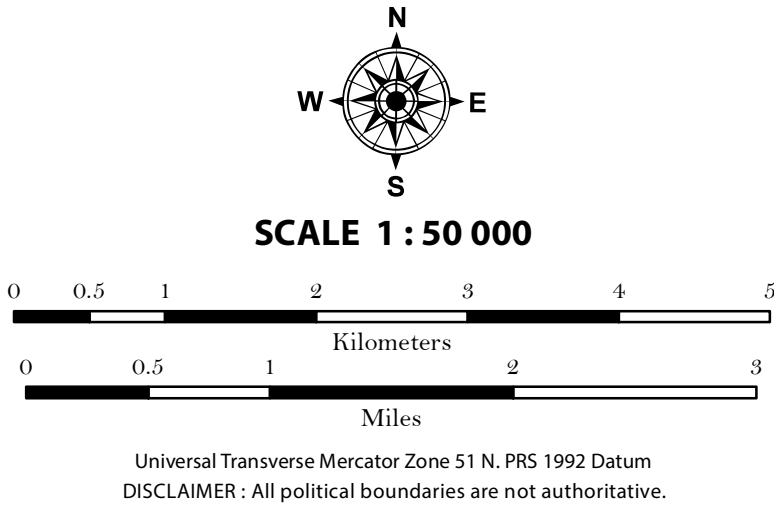 N
W E
S
SCALE 1 : 50 000
0 0.5 1 2 3 4 5
Kilometers
0 0.5 1 2 3
Miles
Universal Transverse Mercator Zone 51 N. PRS 1992 Datum
DISCLAIMER : All political boundaries are not authoritative.